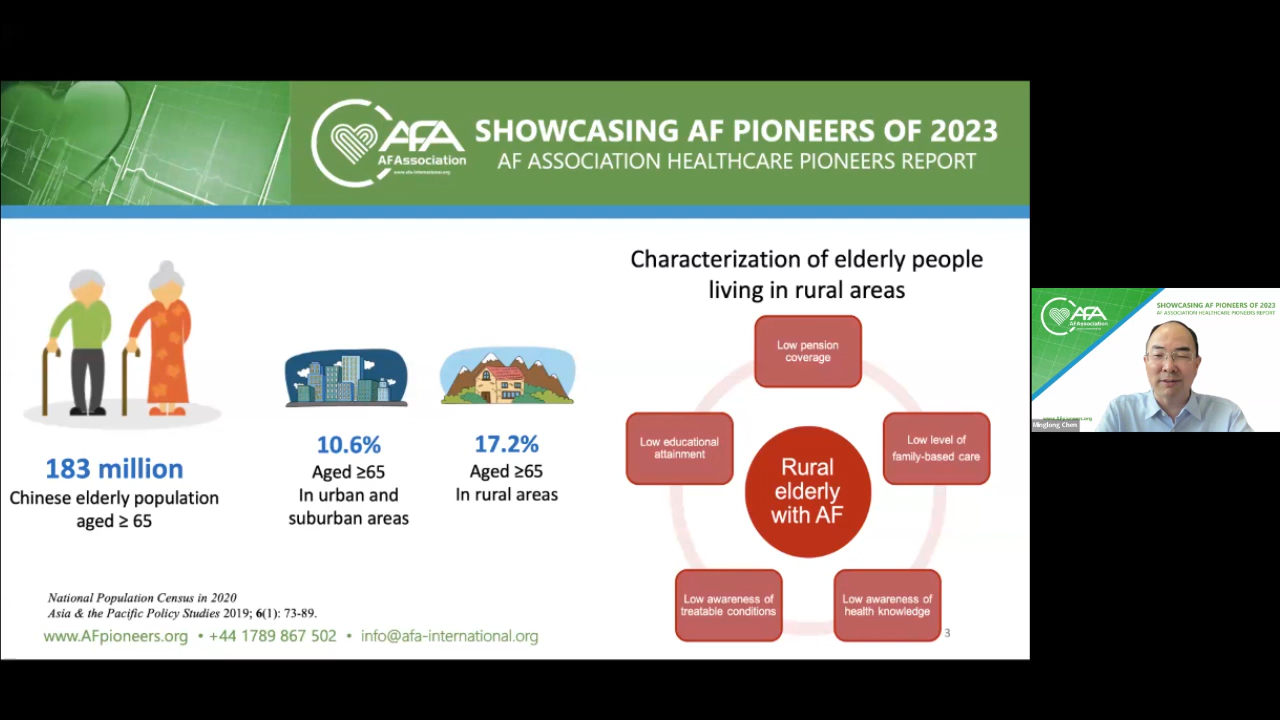 AFA
AFAssociation
www.afa-international.org
SHOWCASING AF PIONEERS OF 2023
AF ASSOCIATION HEALTHCARE PIONEERS REPORT
183 million
Chinese elderly population
aged ≥ 65
10.6%
Aged ≥65
In urban and
suburban areas
17.2%
Aged ≥65
In rural areas
Characterization of elderly people
living in rural areas
Low pension
coverage
Low educational
attainment
Low level of
family-based care
Rural
elderly
with AF
Low awareness of
treatable conditions
Low awareness of
health knowledge
National Population Census in 2020
Asia & the Pacific Policy Studies 2019; 6(1): 73-89.
www.AFpioneers.org • +44 1789 867 502 • info@afa-international.org
3
AFA
AFAssociation
SHOWCASING AF PIONEERS OF 2023
AF ASSOCIATION HEALTHCARE PIONEERS REPORT
Minglong Chen